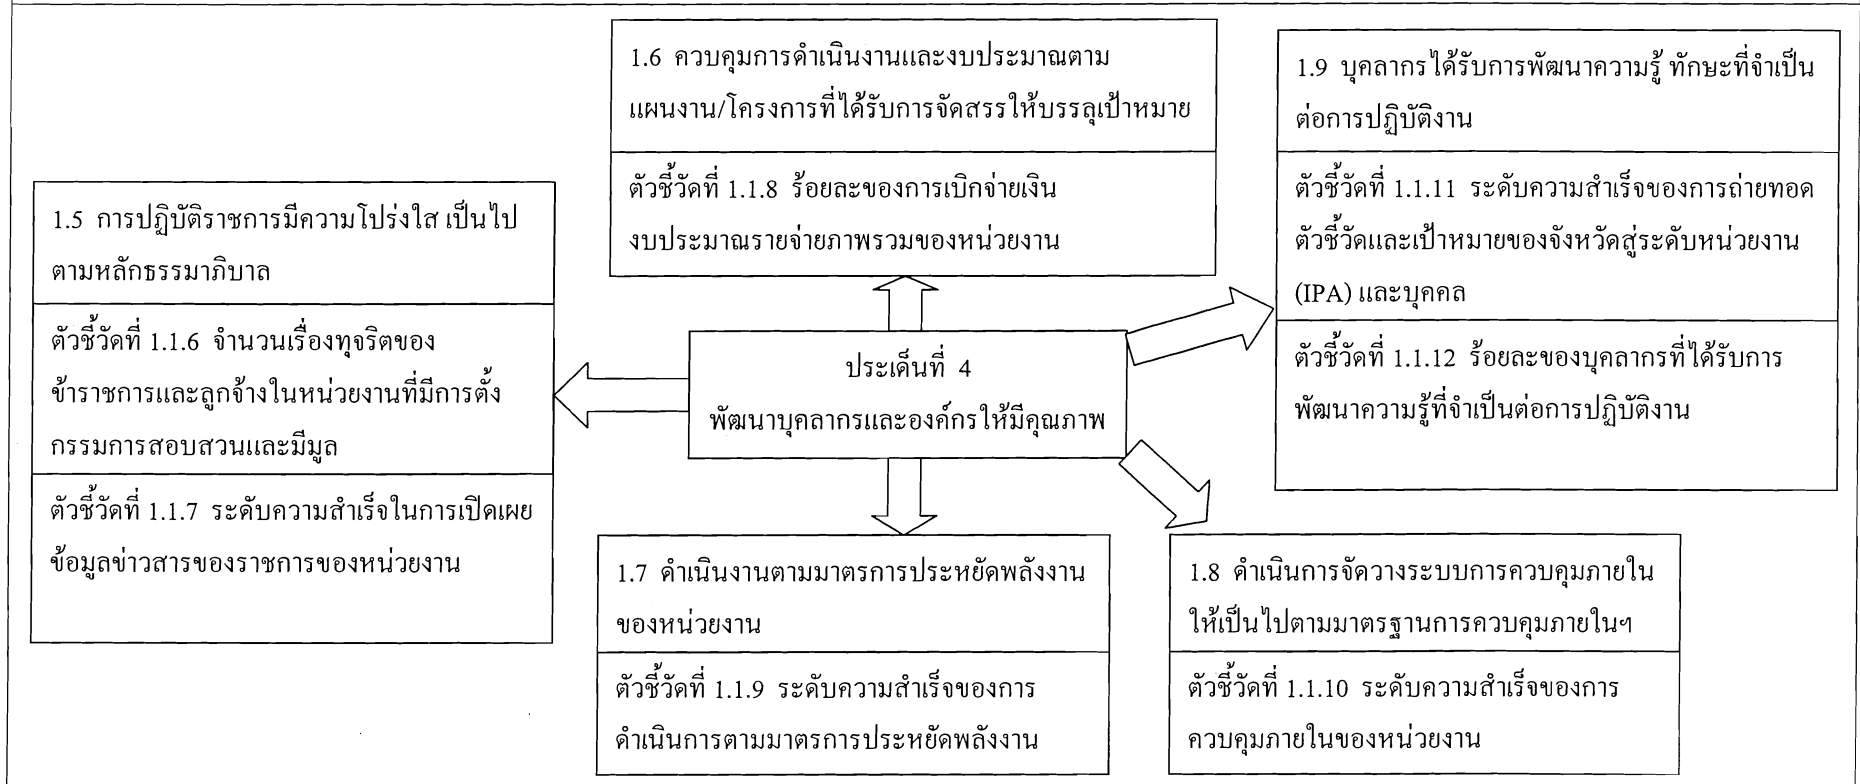 1.6 ควบคุมการดำเนินงานและงบประมาณตาม
แผนงาน/โครงการที่ได้รับการจัดสรรให้บรรลุเป้าหมาย
ตัวชี้วัดที่ 1.1.8 ร้อยละของการเบิกจ่ายเงิน
งบประมาณรายจ่ายภาพรวมของหน่วยงาน
1.9 บุคลากรได้รับการพัฒนาความรู้ ทักษะที่จำเป็น
ต่อการปฏิบัติงาน
ตัวชี้วัดที่ 1.1.11 ระดับความสำเร็จของการถ่ายทอด
ตัวชี้วัดและเป้าหมายของจังหวัดสู่ระดับหน่วยงาน
(IPA) และบุคคล
ตัวชี้วัดที่ 1.1.12 ร้อยละของบุคลากรที่ได้รับการ
พัฒนาความรู้ที่จำเป็นต่อการปฏิบัติงาน
1.5 การปฏิบัติราชการมีความโปร่งใส เป็นไป
ตามหลักธรรมาภิบาล
ตัวชี้วัดที่ 1.1.6 จำนวนเรื่องทุจริตของ
ข้าราชการและลูกจ้างในหน่วยงานที่มีการตั้ง
กรรมการสอบสวนและมีมูล
ตัวชี้วัดที่ 1.1.7 ระดับความสำเร็จในการเปิดเผย
ข้อมูลข่าวสารของราชการของหน่วยงาน
ประเด็นที่ 4
พัฒนาบุคลากรและองค์กรให้มีคุณภาพ
1.7 ดำเนินงานตามมาตรการประหยัดพลังงาน
ของหน่วยงาน
ตัวชี้วัดที่ 1.1.9 ระดับความสำเร็จของการ
ดำเนินการตามมาตรการประหยัดพลังงาน
1.8 ดำเนินการจัดวางระบบการควบคุมภายใน
ให้เป็นไปตามมาตรฐานการควบคุมภายในฯ
ตัวชี้วัดที่ 1.1.10 ระดับความสำเร็จของการ
ควบคุมภายในของหน่วยงาน